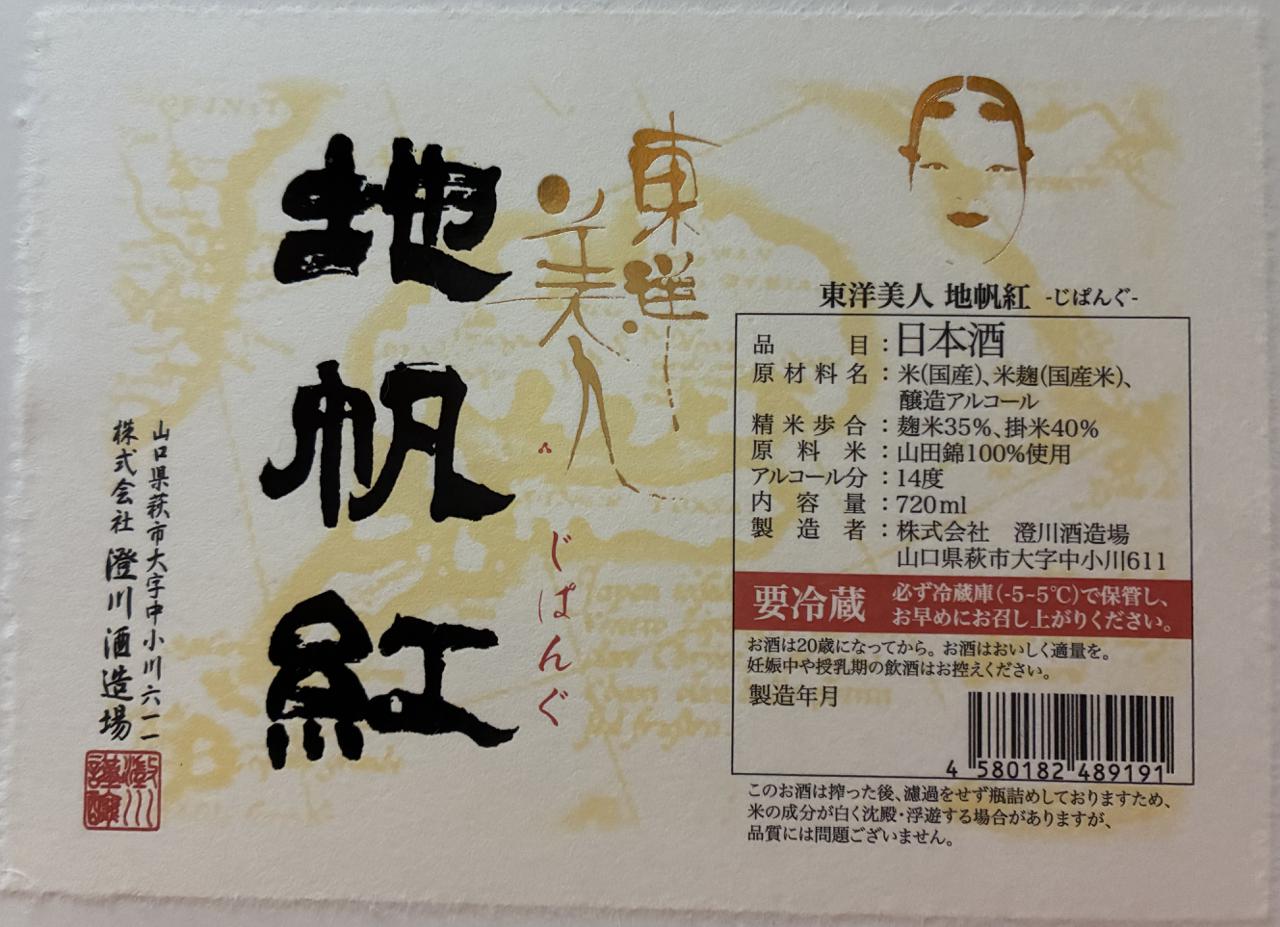 東洋
美人
地帆紅
じぱんぐ
山口県萩市大字中小川六一一
株式会社 澄川酒造場
東洋美人 地帆紅 -じぱんぐ-
品目:日本酒
原材料名:米(国産)、米麹(国産米)、
醸造アルコール
精米歩合:麹米35%、掛米40%
原料米:山田錦100%使用
アルコール分:14度
内容量:720ml
製造者:株式会社 澄川酒造場
山口県萩市大字中小川611
要冷蔵
必ず冷蔵庫(-5~5℃)で保管し、
お早めにお召し上がりください。
お酒は20歳になってから。お酒はおいしく適量を。
妊娠中や授乳期の飲酒はお控えください。
製造年月
4 580182 489191
このお酒は搾った後、濾過をせず瓶詰めしておりますため、
米の成分が白く沈殿・浮遊する場合がありますが、
品質には問題ございません。